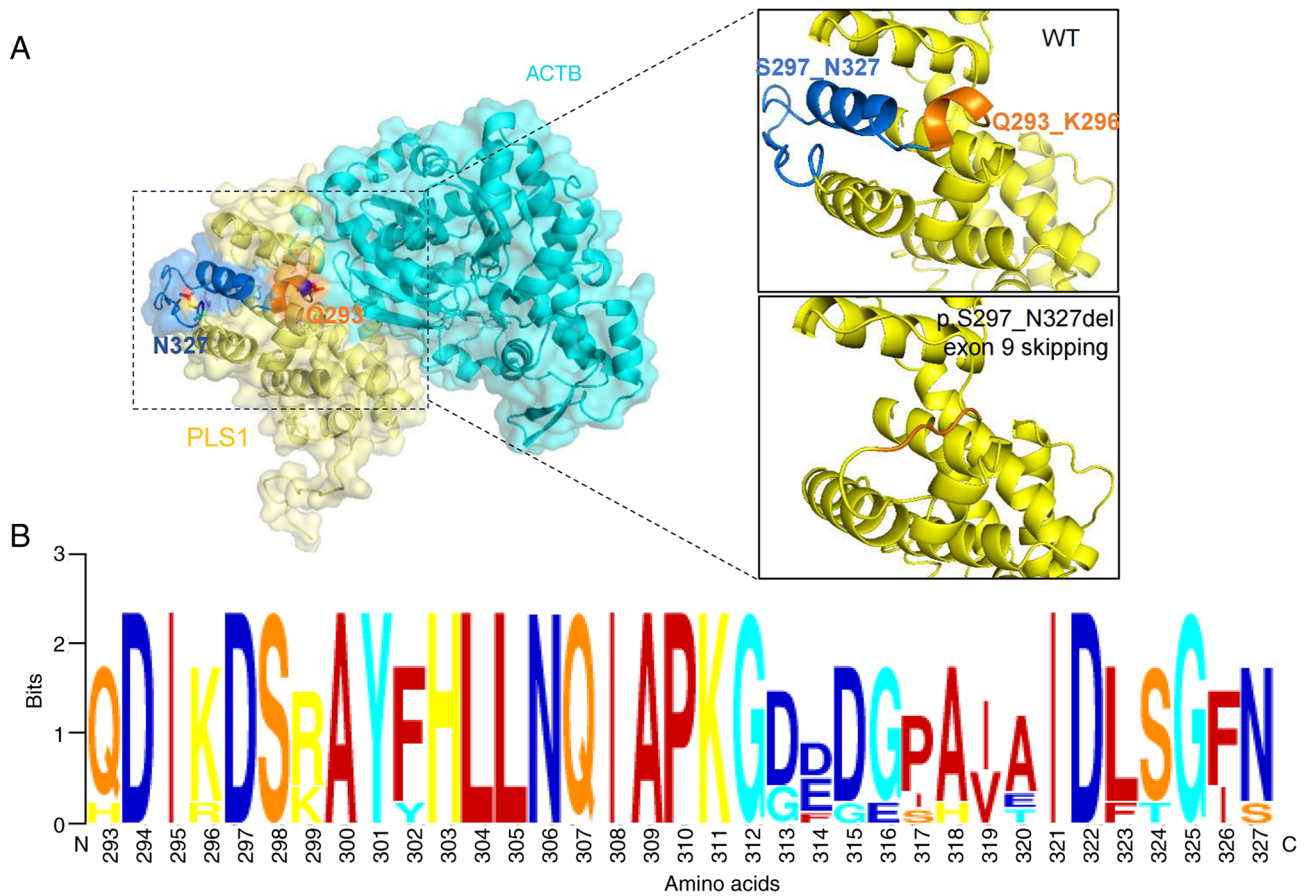 A
ACTB
WT
S297_N327
Q293_K296
Q293
N327
p.S297_N327del
exon 9 skipping
PLS1
B
3
2
1
0
Bits
QDIKDSRAYFHLLNQIAPKGDDDGPAIAIDLSGFN
H R K Y G E G E I H V E F T I S
F S T
N 293 294 295 296 297 298 299 300 301 302 303 304 305 306 307 308 309 310 311 312 313 314 315 316 317 318 319 320 321 322 323 324 325 326 327 C
Amino acids